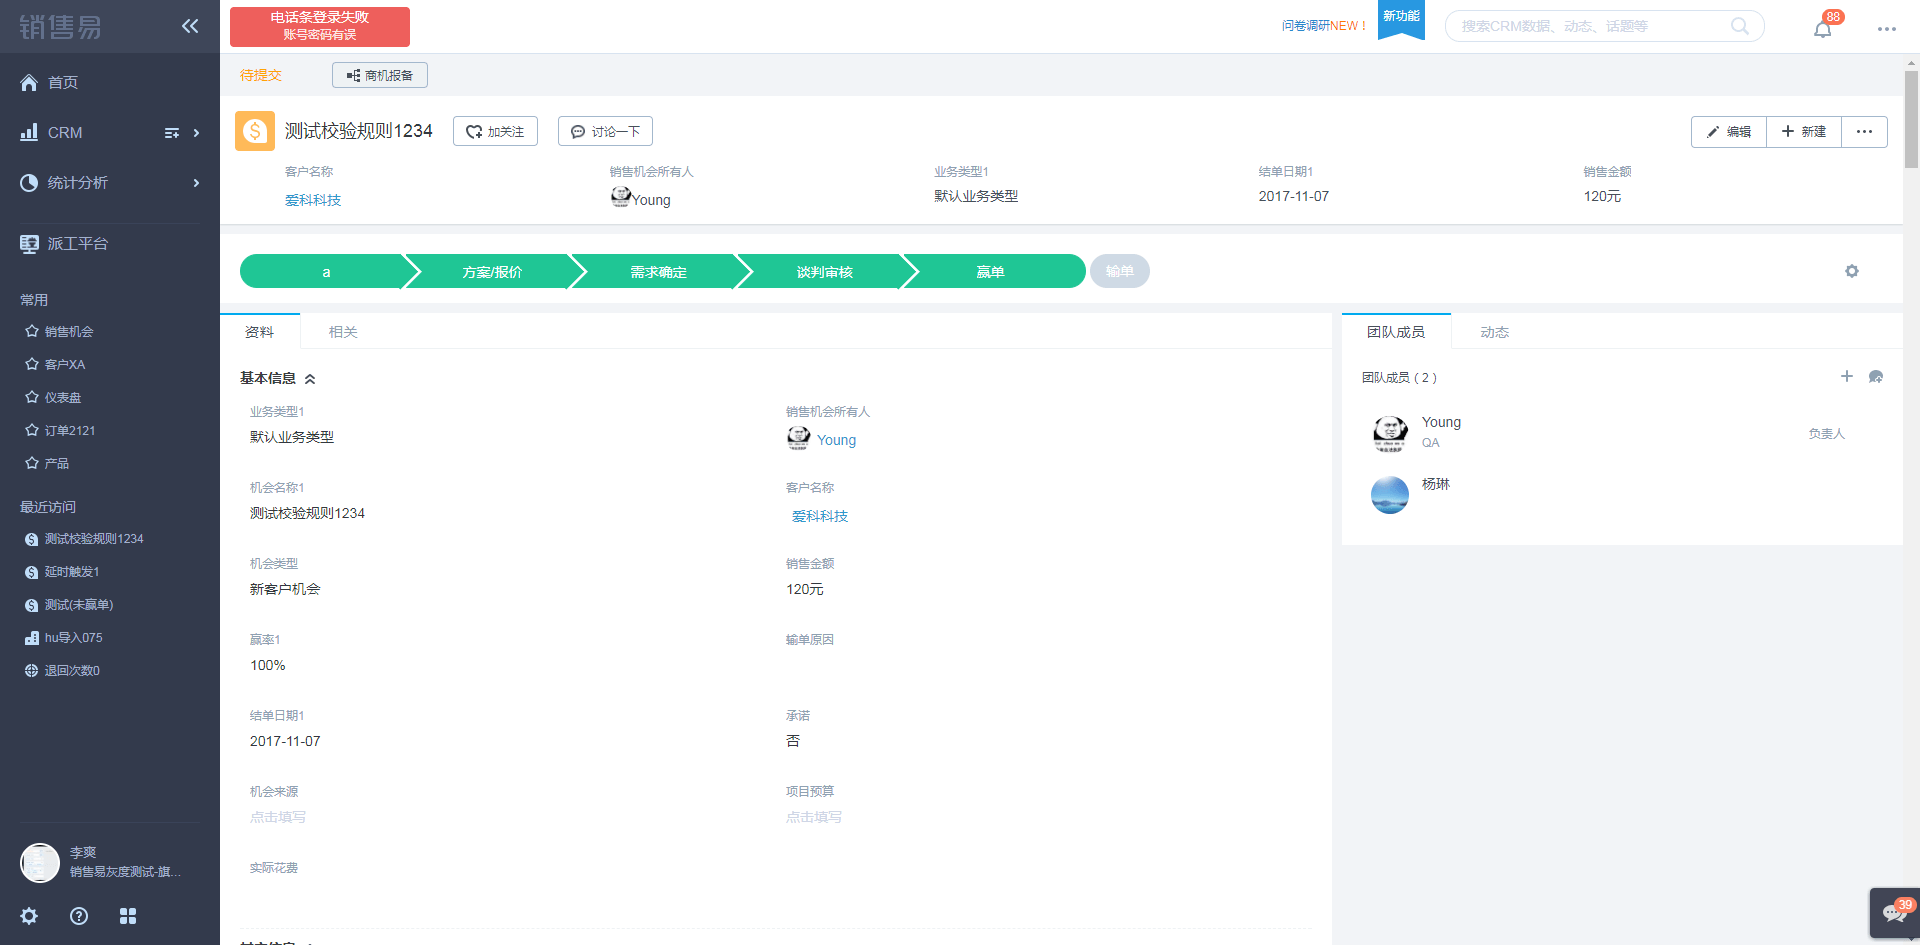 销售易
电话条登录失败
账号密码有误
问卷调研NEW！
新功能
搜索CRM数据、动态、话题等
88
首页
CRM
统计分析
派工平台
常用
销售机会
客户XA
仪表盘
订单2121
产品
最近访问
测试校验规则1234
延时触发1
测试(未赢单)
hu导入075
退回次数0
李爽
销售易灰度测试-旗...
待提交
商机报备
测试校验规则1234
加关注
讨论一下
编辑
新建
客户名称
销售机会所有人
业务类型1
结单日期1
销售金额
爱科科技
Young
默认业务类型
2017-11-07
120元
a
方案/报价
需求确定
谈判审核
赢单
输单
资料
相关
基本信息
业务类型1
销售机会所有人
默认业务类型
Young
机会名称1
客户名称
测试校验规则1234
爱科科技
机会类型
销售金额
新客户机会
120元
赢率1
输单原因
100%
结单日期1
承诺
2017-11-07
否
机会来源
项目预算
点击填写
点击填写
实际花费
团队成员
动态
团队成员 ( 2 )
Young
QA
负责人
杨琳
39